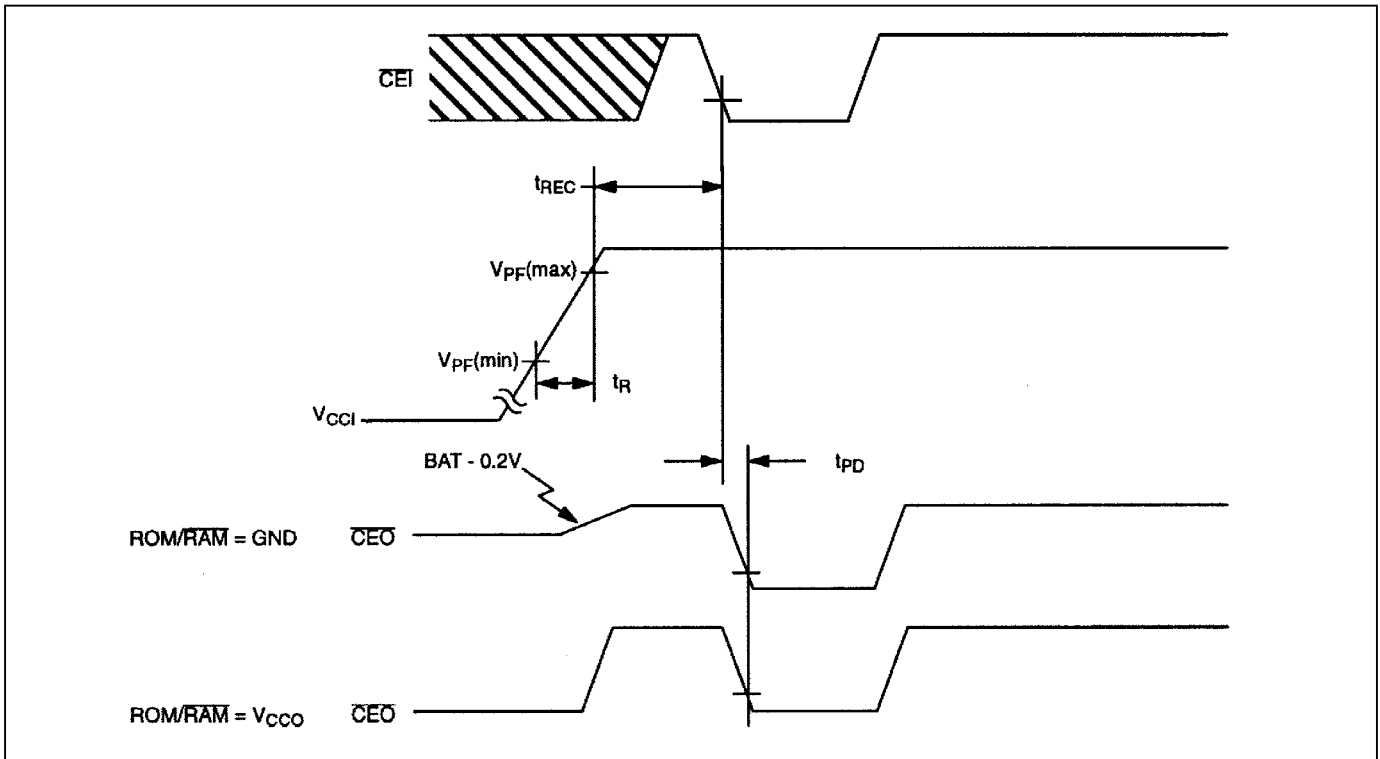 CEI
tREC
VPF(max)
VPF(min)
tR
VCCI
BAT - 0.2V
tPD
ROM/RAM = GND CEO
ROM/RAM = VCCO CEO